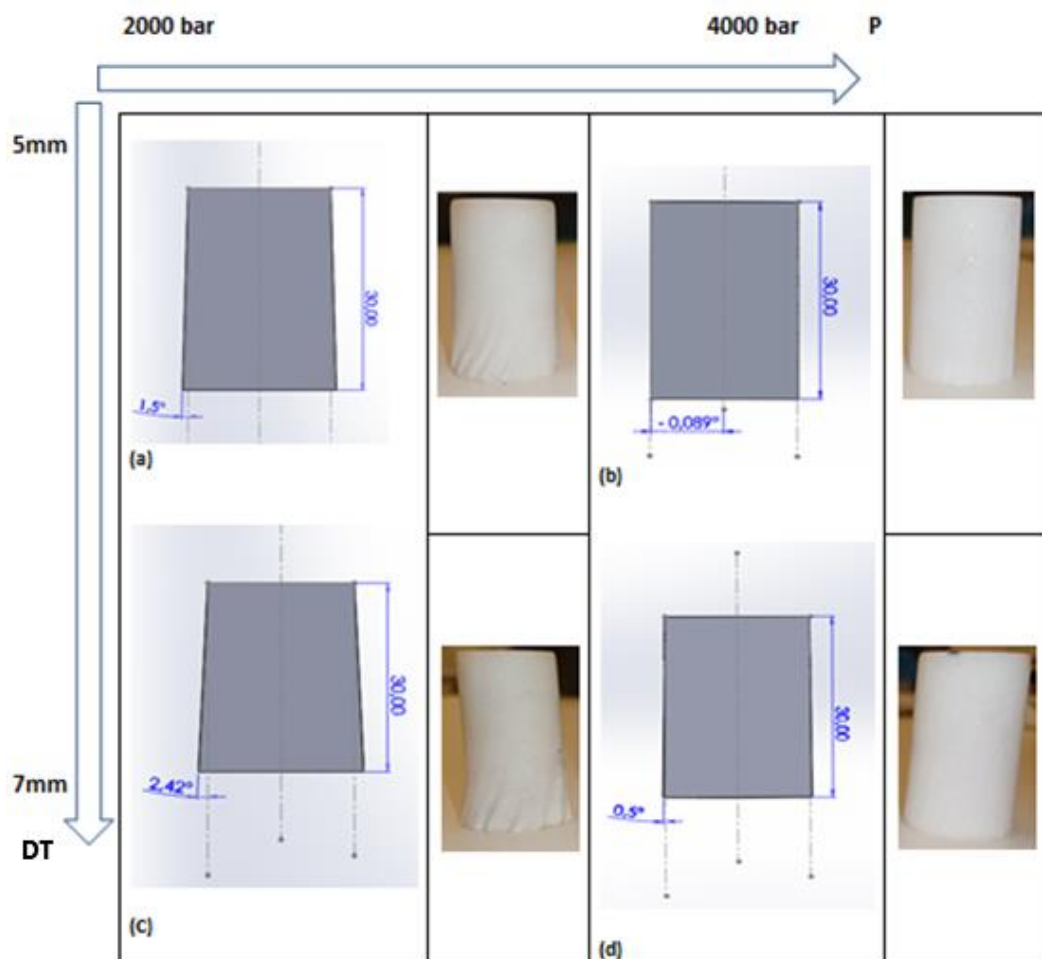 2000 bar
4000 bar
P
5mm
30,00
1,5°
(a)
30,00
- 0,089°
(b)
30,00
2,42°
7mm
DT
(c)
30,00
0,5°
(d)